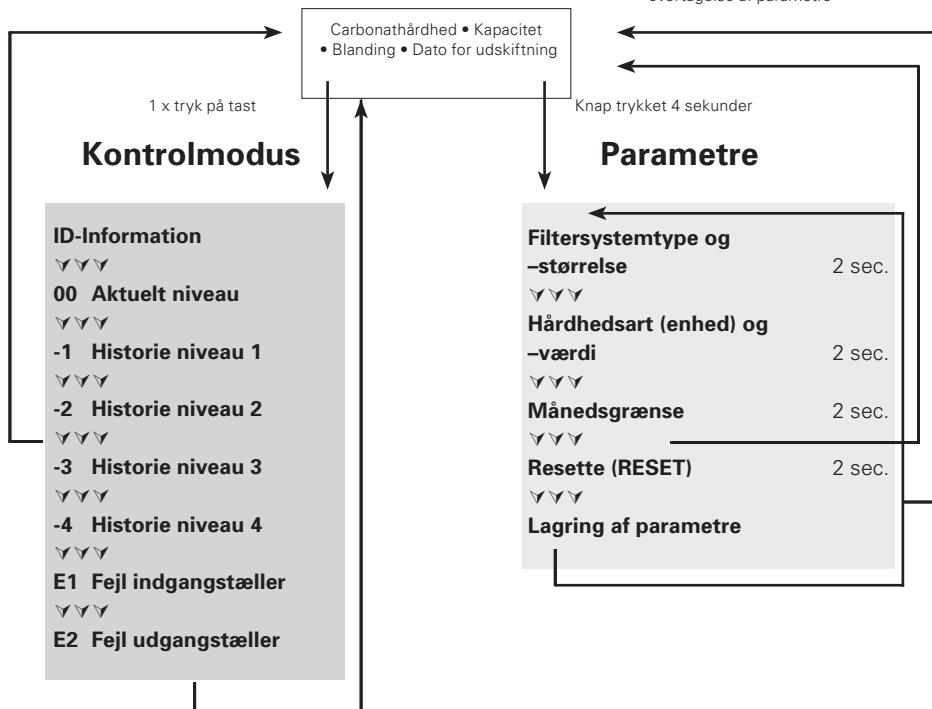 overtagelse af parametre
Carbonathårdhed • Kapacitet
• Blanding • Dato for udskiftning
1 x tryk på tast
Knap trykket 4 sekunder
Kontrolmodus
ID-Information
00 Aktuelt niveau
-1 Historie niveau 1
-2 Historie niveau 2
-3 Historie niveau 3
-4 Historie niveau 4
E1 Fejl indgangstæller
E2 Fejl udgangstæller
Parametre
Filtersystemtype og
–størrelse 2 sec.
Hårdhedsart (enhed) og
–værdi 2 sec.
Månedsgrænse 2 sec.
Resette (RESET) 2 sec.
Lagring af parametre